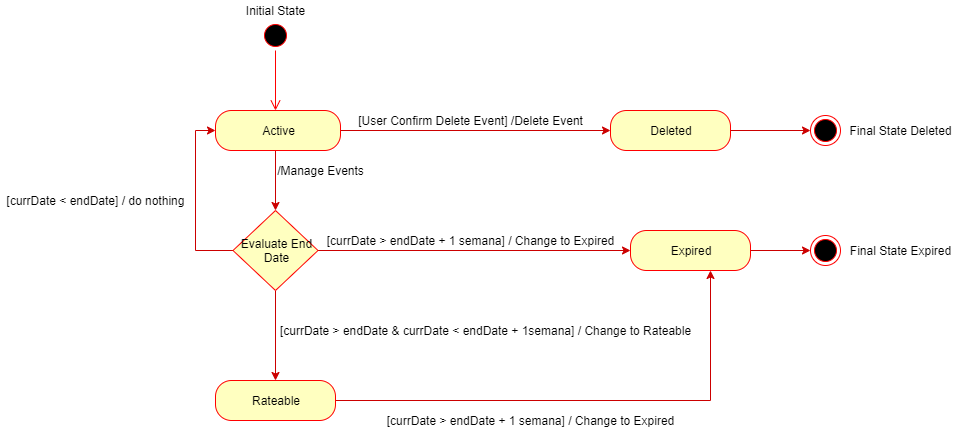 Initial State
Active
[User Confirm Delete Event] /Delete Event
Deleted
Final State Deleted
/Manage Events
[currDate < endDate] / do nothing
Evaluate End
Date
[currDate > endDate + 1 semana] / Change to Expired
Expired
Final State Expired
[currDate > endDate & currDate < endDate + 1semana] / Change to Rateable
Rateable
[currDate > endDate + 1 semana] / Change to Expired